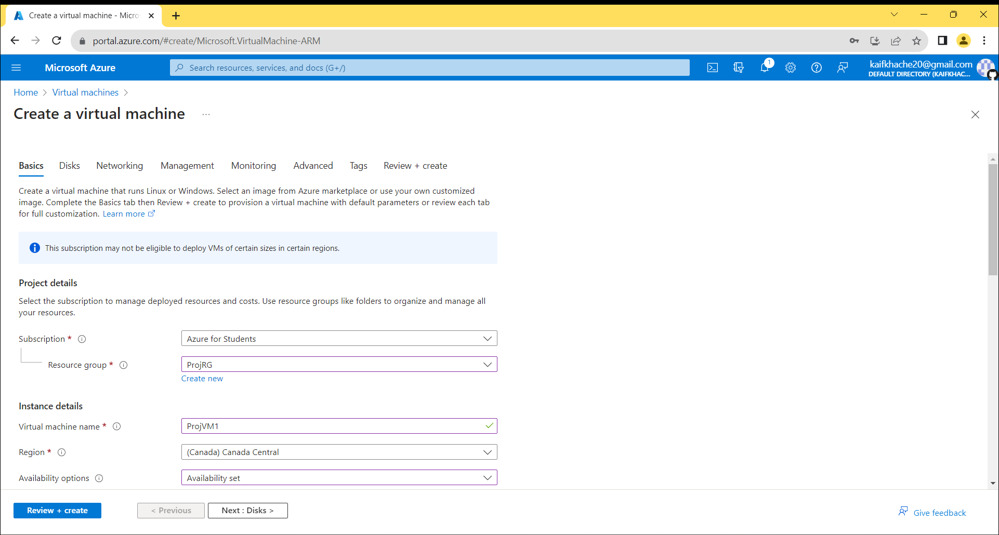 Create a virtual machine - Micro
portal.azure.com/#create/Microsoft.VirtualMachine-ARM
Microsoft Azure
Search resources, services, and docs (G+/)
1
kaifkhache20@gmail.com
DEFAULT DIRECTORY (KAIFKHAC...
Home > Virtual machines >
Create a virtual machine ...
Basics Disks Networking Management Monitoring Advanced Tags Review + create
Create a virtual machine that runs Linux or Windows. Select an image from Azure marketplace or use your own customized
image. Complete the Basics tab then Review + create to provision a virtual machine with default parameters or review each tab
for full customization. Learn more
This subscription may not be eligible to deploy VMs of certain sizes in certain regions.
Project details
Select the subscription to manage deployed resources and costs. Use resource groups like folders to organize and manage all
your resources.
Subscription * Azure for Students
Resource group * ProjRG
Create new
Instance details
Virtual machine name * ProjVM1
Region * (Canada) Canada Central
Availability options Availability set
Review + create < Previous Next : Disks > Give feedback